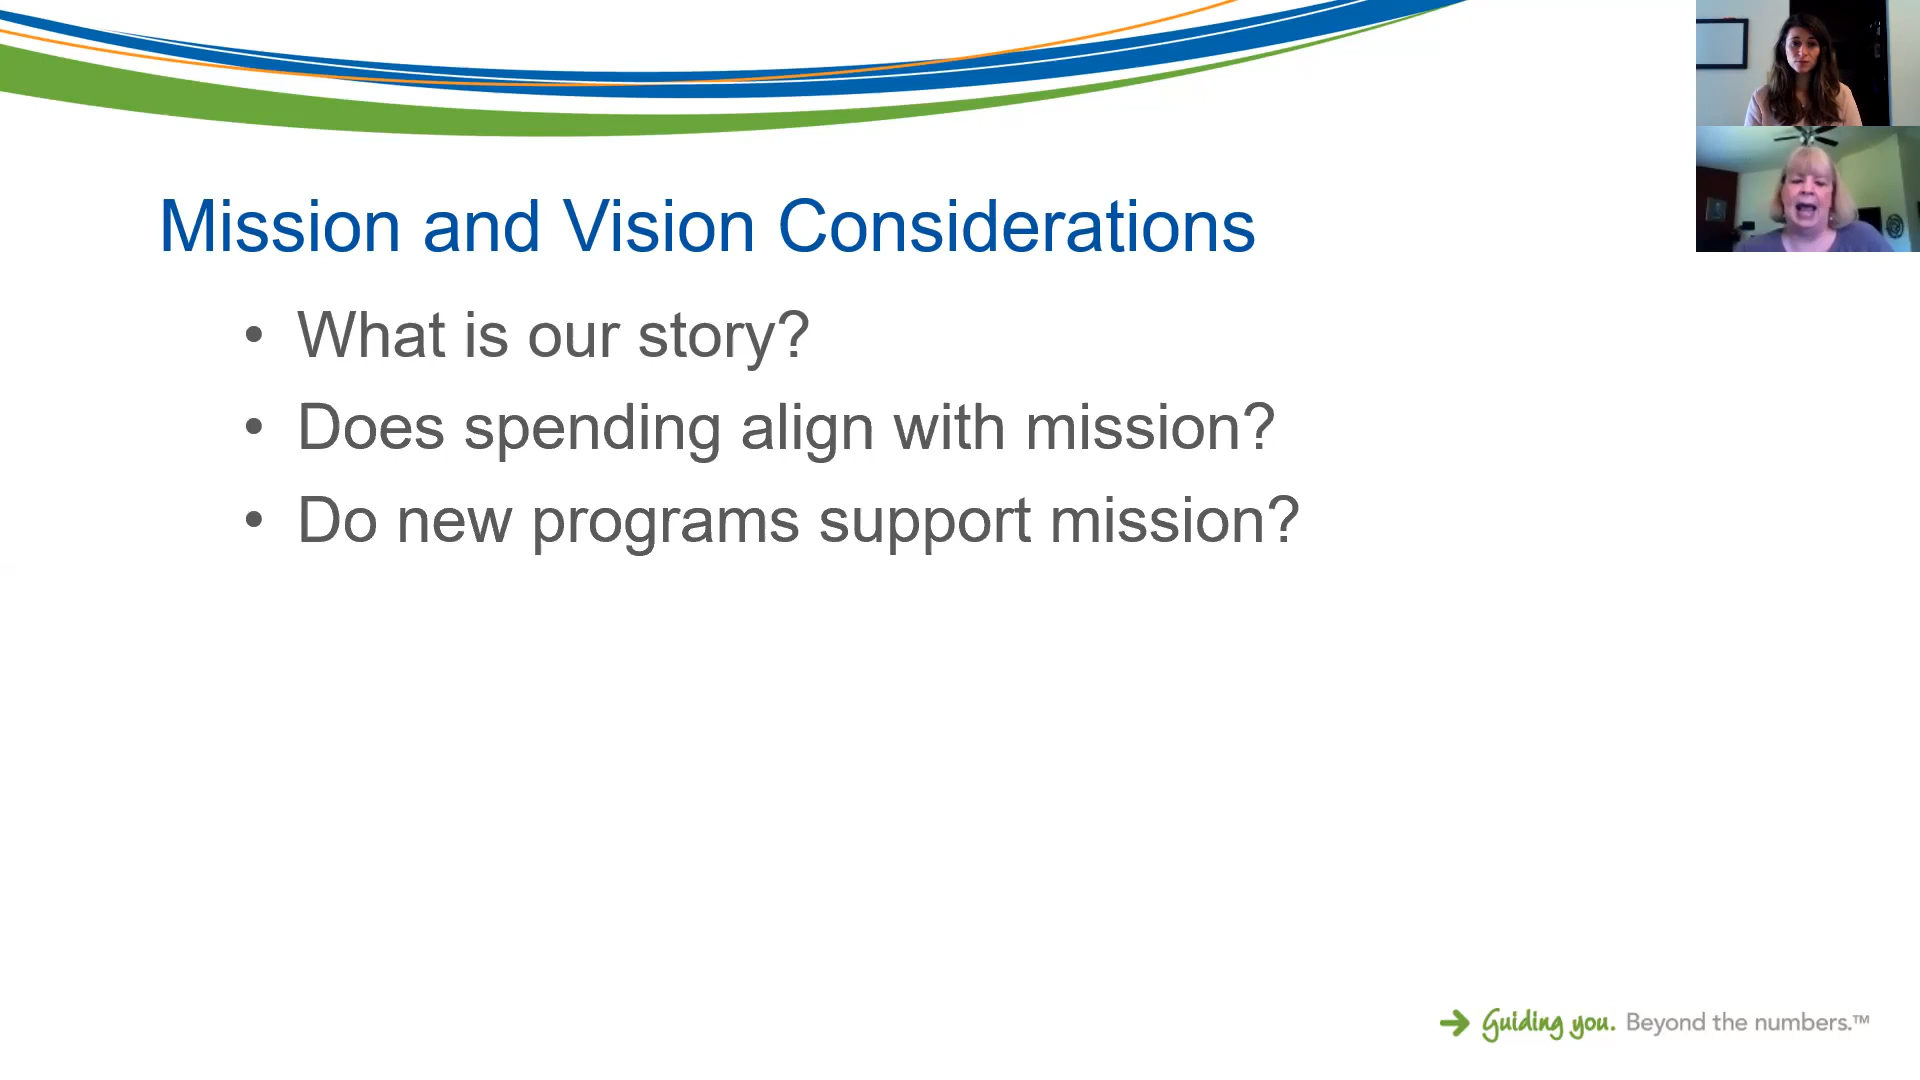 Mission and Vision Considerations
• What is our story?
• Does spending align with mission?
• Do new programs support mission?
Guiding you. Beyond the numbers.™